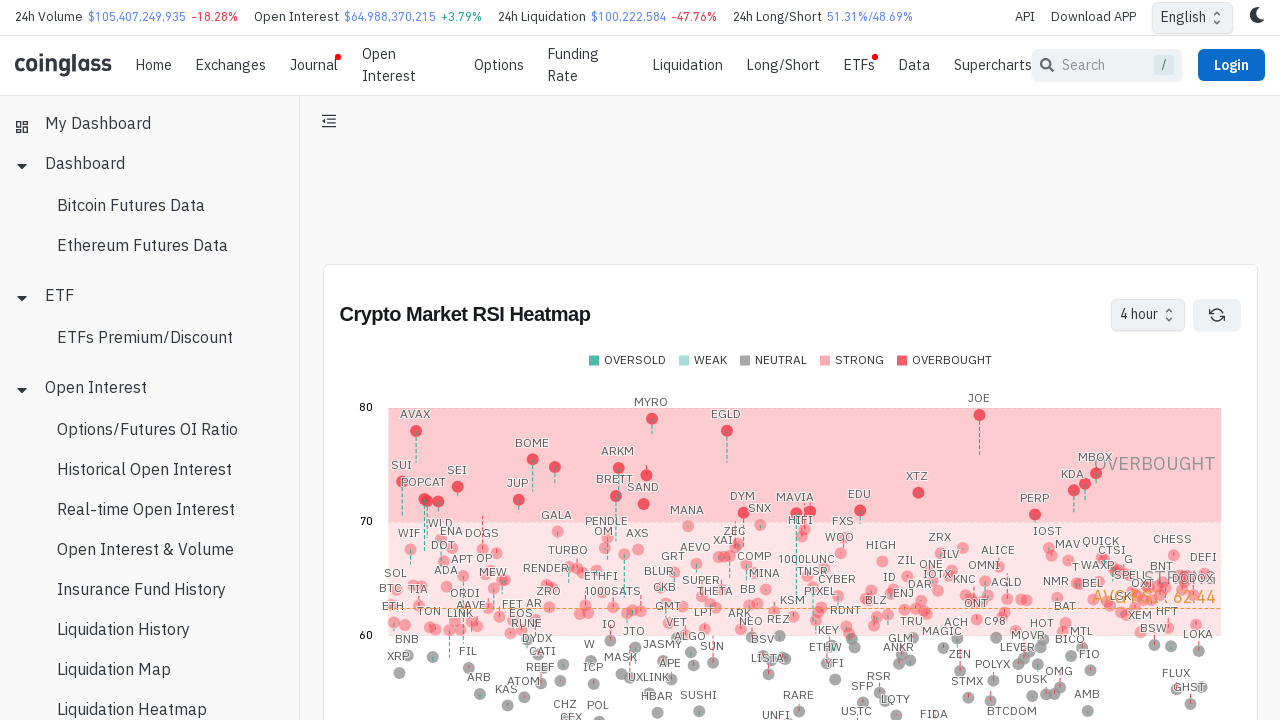 24h Volume $105,407,249,935 -18.28% Open Interest $64,988,370,215 +3.79% 24h Liquidation $100,222,584 -47.76% 24h Long/Short 51.31%/48.69% API Download APP English
coinglass Home Exchanges Journal Open Interest Options Funding Rate Liquidation Long/Short ETFs Data Supercharts Search / Login
My Dashboard
Dashboard
Bitcoin Futures Data
Ethereum Futures Data
ETF
ETFs Premium/Discount
Open Interest
Options/Futures OI Ratio
Historical Open Interest
Real-time Open Interest
Open Interest & Volume
Insurance Fund History
Liquidation History
Liquidation Map
Liquidation Heatmap
Crypto Market RSI Heatmap 4 hour
OVERSOLD WEAK NEUTRAL STRONG OVERBOUGHT
80
MYRO JOE
AVAX EGLD
BOME
ARKM
SUI SEI MBOX OVERBOUGHT
POPCAT JUP BRETT SAND XTZ KDA
DYM MAVIA EDU PERP
SNX
MANA
70
WLD GALA PENDLE HIFI FXS
WIF ENA DOGS OM AXS ZEC WOO IOST
DOT TURBO AEVO XAI HIGH ZRX MAV QUICK CHESS
APT OP GRT COMP 1000LUNC ZIL ILV ALICE CTSI DEFI
SOL ADA MEW RENDER ETHFI BLUR MINA TNSR ID ONE OMNI T WAXP G BNT
ORDI ZRO 1000SATS CKB SUPER THETA BB PIXEL CYBER ENJ DAR IOTX KNC AGLD NMR BEL OXT
BTC TIA
ETH TON AAVE FET AR GMT LPT ARK KSM RDNT BLZ ONT BAT LSK HFT
LINK EOS RUNE IO VET NEO REZ TRU ACH C98 HOT XEM
60
BNB DYDX JTO ALGO BSV KEY GLM MAGIC MOVR MTL BSW LOKA
XRP FIL CATI W MASK JASMY SUN LISTA ETHW ANKR ZEN LEVER BICO FIO
ARB REEF ICP APE YFI POLYX OMG FLUX
KAS ATOM UXLINK RSR STMX DUSK GHST
CHZ POL HBAR SUSHI RARE SFP LQTY AMB
UNFI USTC FIDA BTCDOM